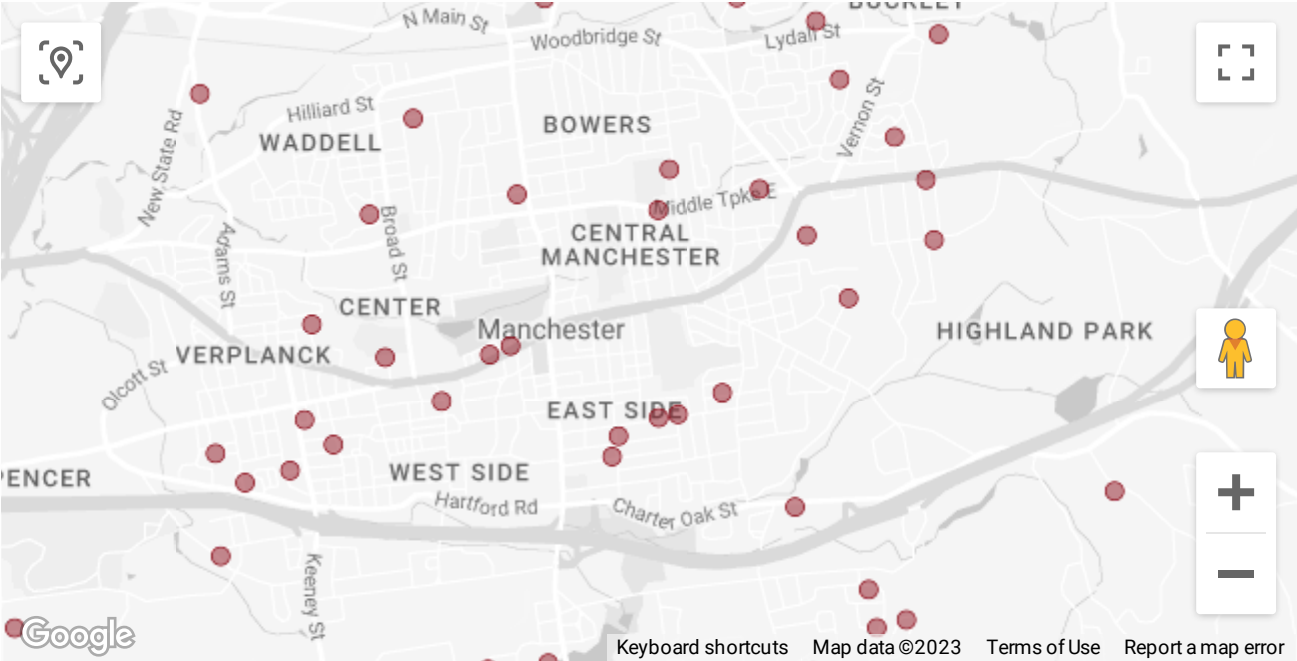 N Main St
Woodbridge St
Lydall St
BUCKLEY
Hilliard St
New State Rd
WADDELL
BOWERS
Vernon St
Middle Tpke E
Adams St
Broad St
CENTRAL
MANCHESTER
CENTER
Manchester
HIGHLAND PARK
VERPLANCK
Olcott St
EAST SIDE
PENCER
WEST SIDE
Hartford Rd
Charter Oak St
Keeney St
Google
Keyboard shortcuts Map data ©2023 Terms of Use Report a map error